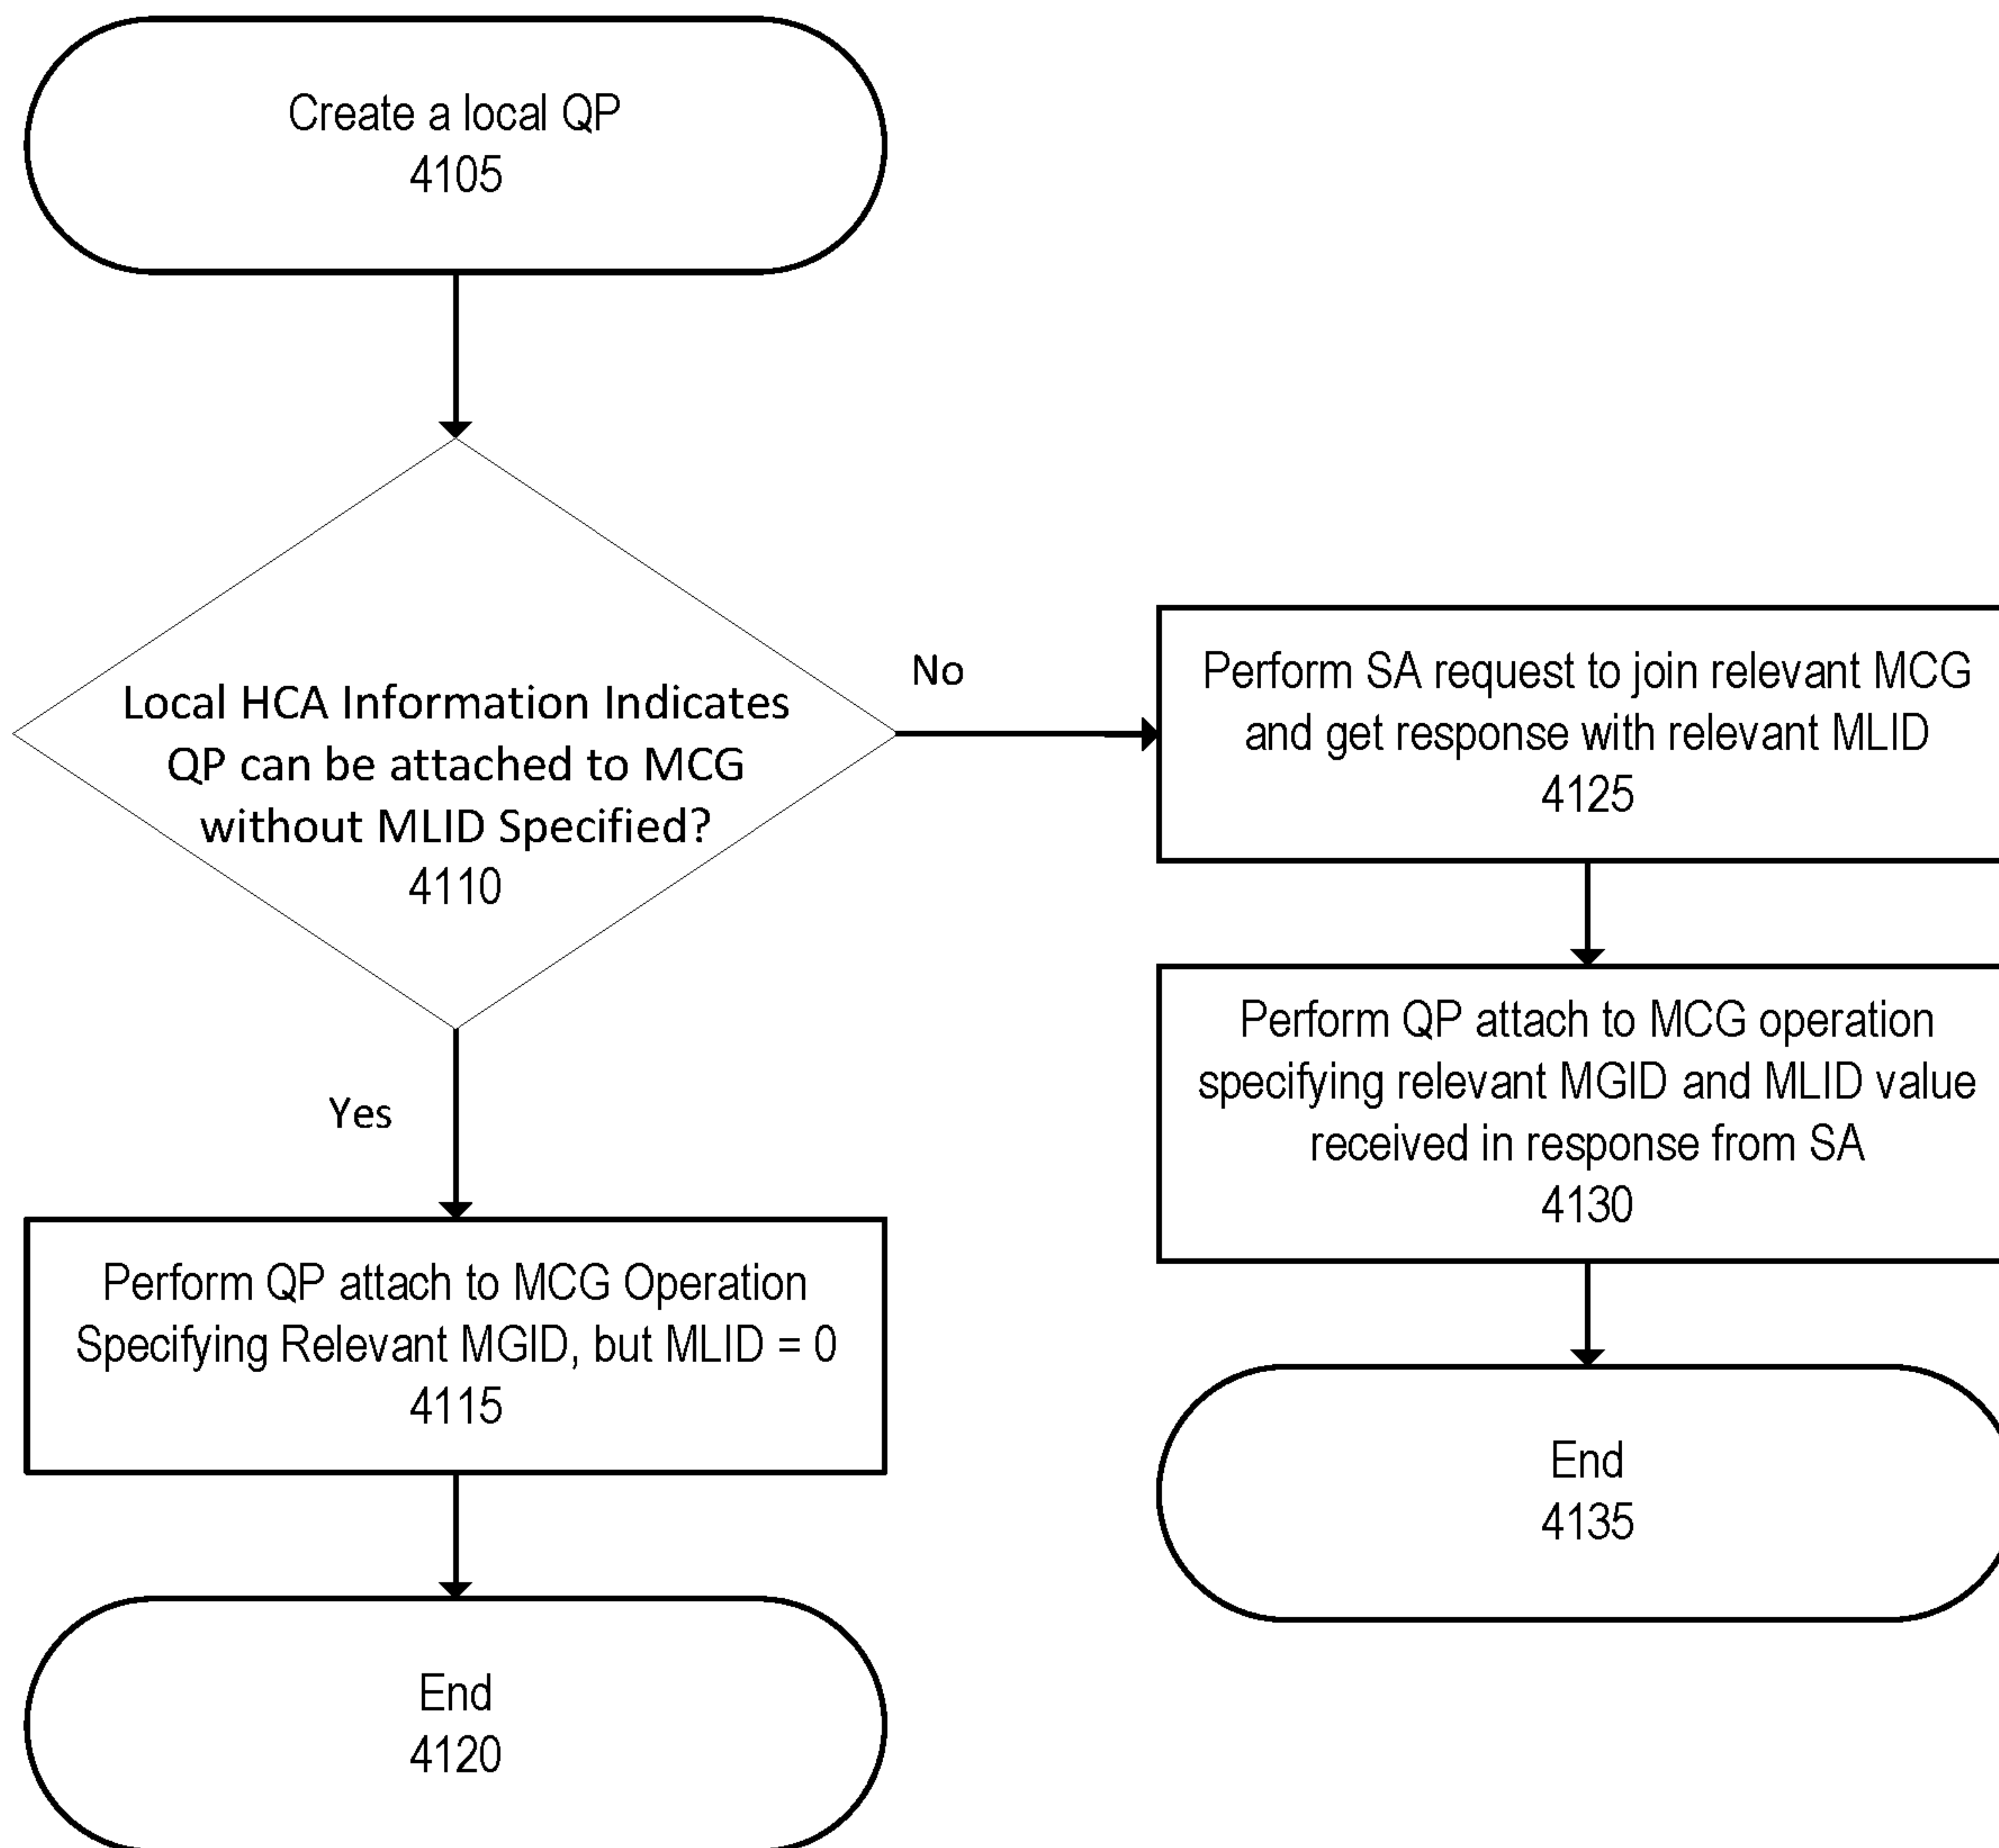 Create a local QP
4105
Local HCA Information Indicates
QP can be attached to MCG
without MLID Specified?
4110
No
Yes
Perform QP attach to MCG Operation
Specifying Relevant MGID, but MLID = 0
4115
End
4120
Perform SA request to join relevant MCG
and get response with relevant MLID
4125
Perform QP attach to MCG operation
specifying relevant MGID and MLID value
received in response from SA
4130
End
4135